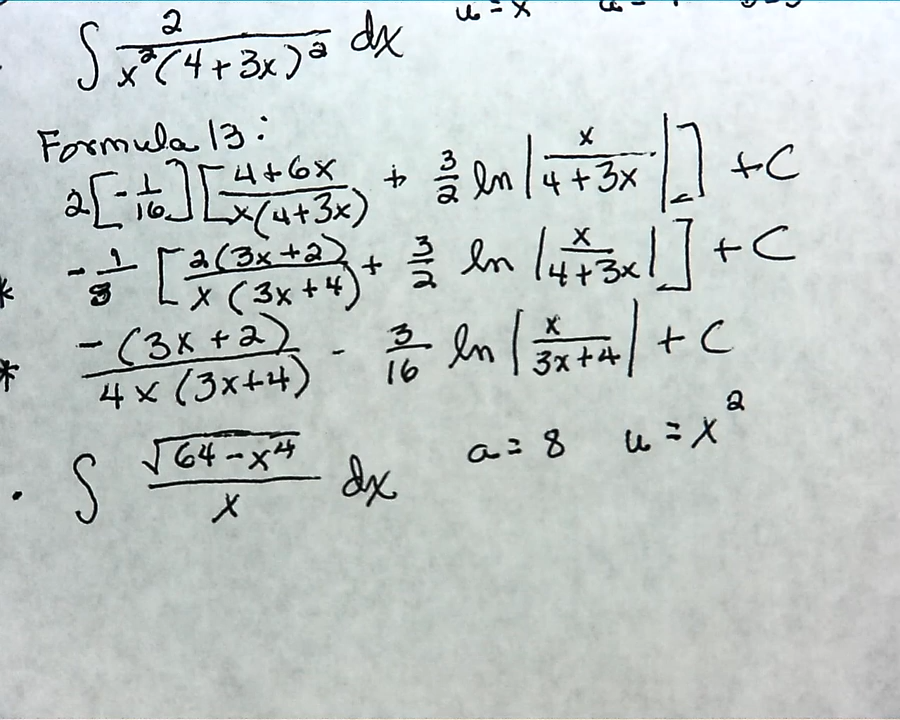 ∫ 2/(x²(4+3x)²) dx u=x
Formula 13:
2[-1/16][(4+6x)/(x(4+3x)) + 3/2 ln|x/(4+3x)|] + C
* -1/8 [2(3x+2)/(x(3x+4)) + 3/2 ln|x/(4+3x)|] + C
* -(3x+2)/(4x(3x+4)) - 3/16 ln|x/(3x+4)| + C
. ∫ √(64-x⁴)/x dx a=8 u=x²